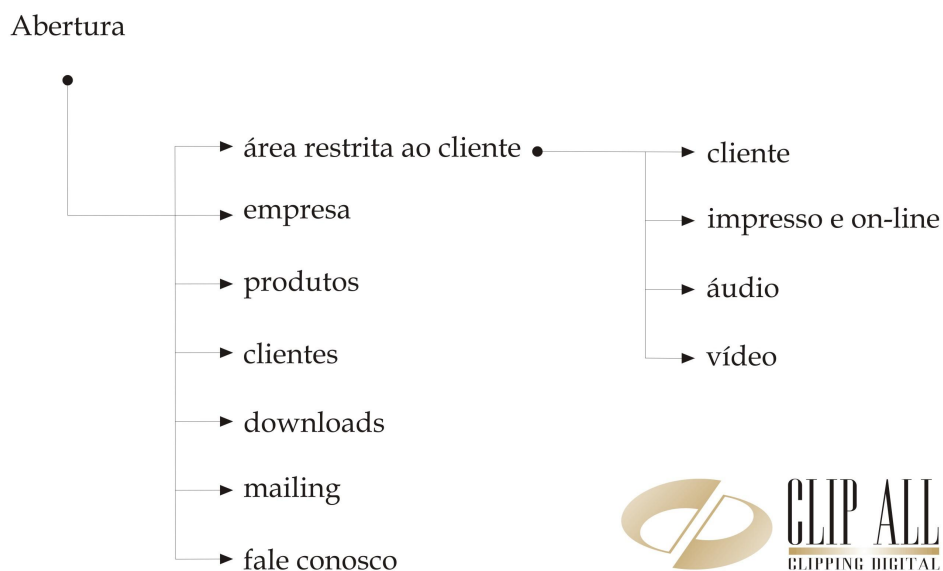 Abertura
área restrita ao cliente
empresa
produtos
clientes
downloads
mailing
fale conosco
cliente
impresso e on-line
áudio
vídeo
CLIP ALL
CLIPPING DIGITAL